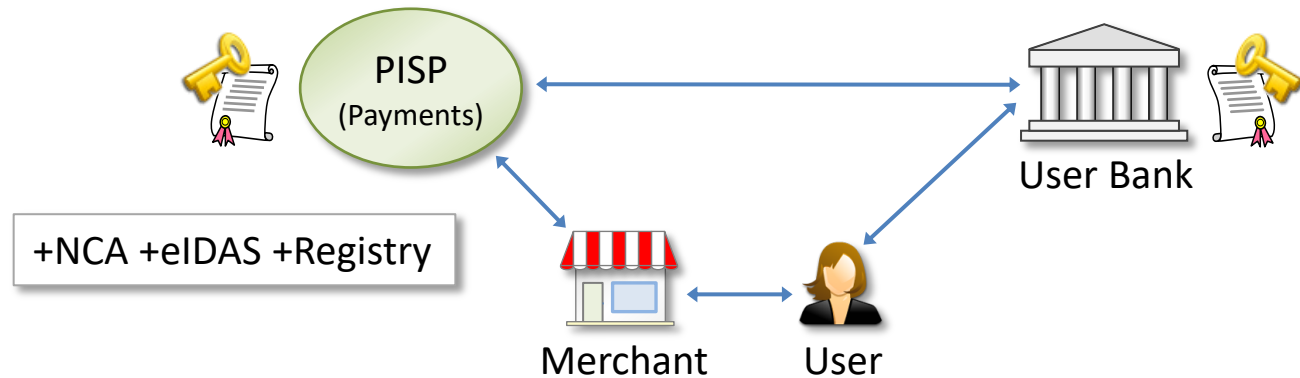 PISP
(Payments)
User Bank
+NCA +eIDAS +Registry
Merchant
User